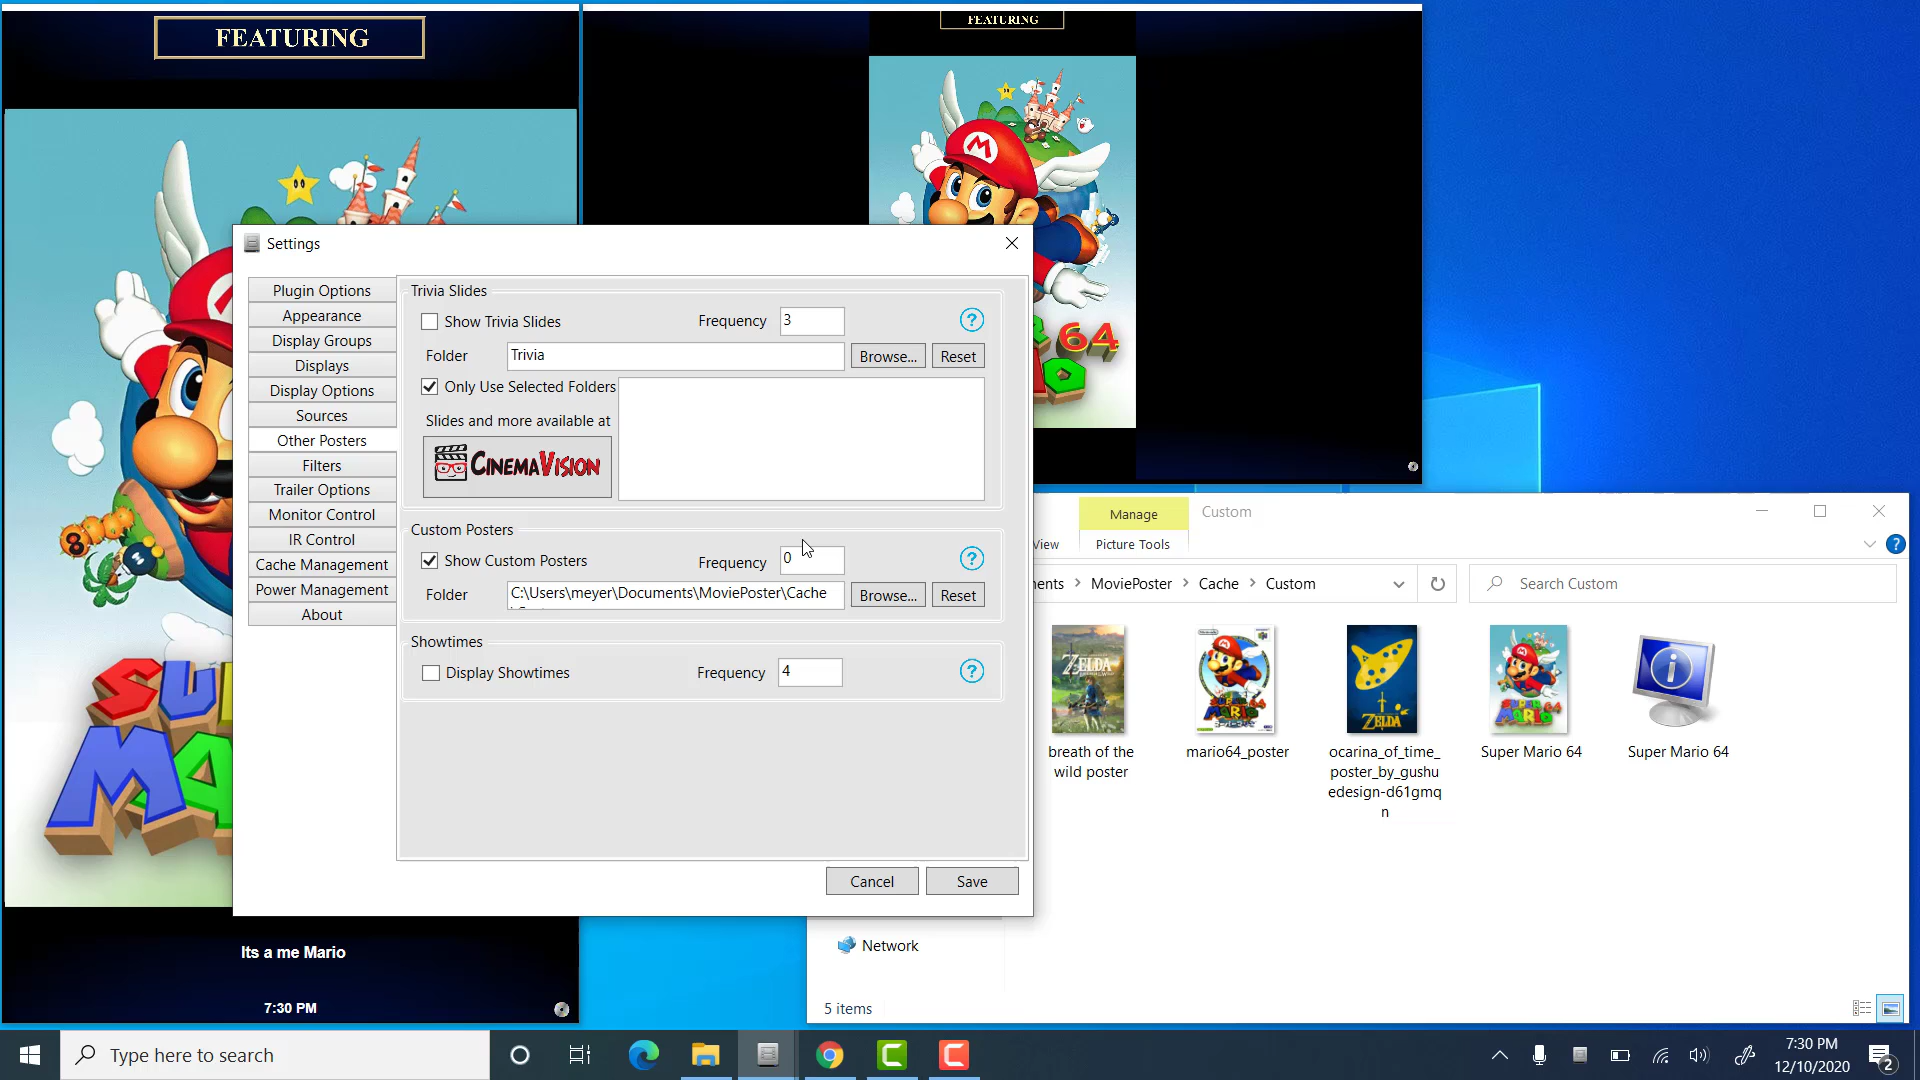 FEATURING
FEATURING
Settings
Plugin Options
Appearance
Display Groups
Displays
Display Options
Sources
Other Posters
Filters
Trailer Options
Monitor Control
IR Control
Cache Management
Power Management
About
Trivia Slides
Show Trivia Slides
Frequency
3
?
Folder
Trivia
Browse...
Reset
Only Use Selected Folders
Slides and more available at
CINEMAVISION
Custom Posters
Show Custom Posters
Frequency
0
?
Folder
C:\Users\meyer\Documents\MoviePoster\Cache
Browse...
Reset
Showtimes
Display Showtimes
Frequency
4
?
Cancel
Save
Its a me Mario
7:30 PM
Manage
Custom
View
Picture Tools
?
MoviePoster
Cache
Custom
Search Custom
breath of the
wild poster
mario64_poster
ocarina_of_time_
poster_by_gushu
edesign-d61gmq
n
Super Mario 64
Super Mario 64
Network
5 items
Type here to search
7:30 PM
12/10/2020
2